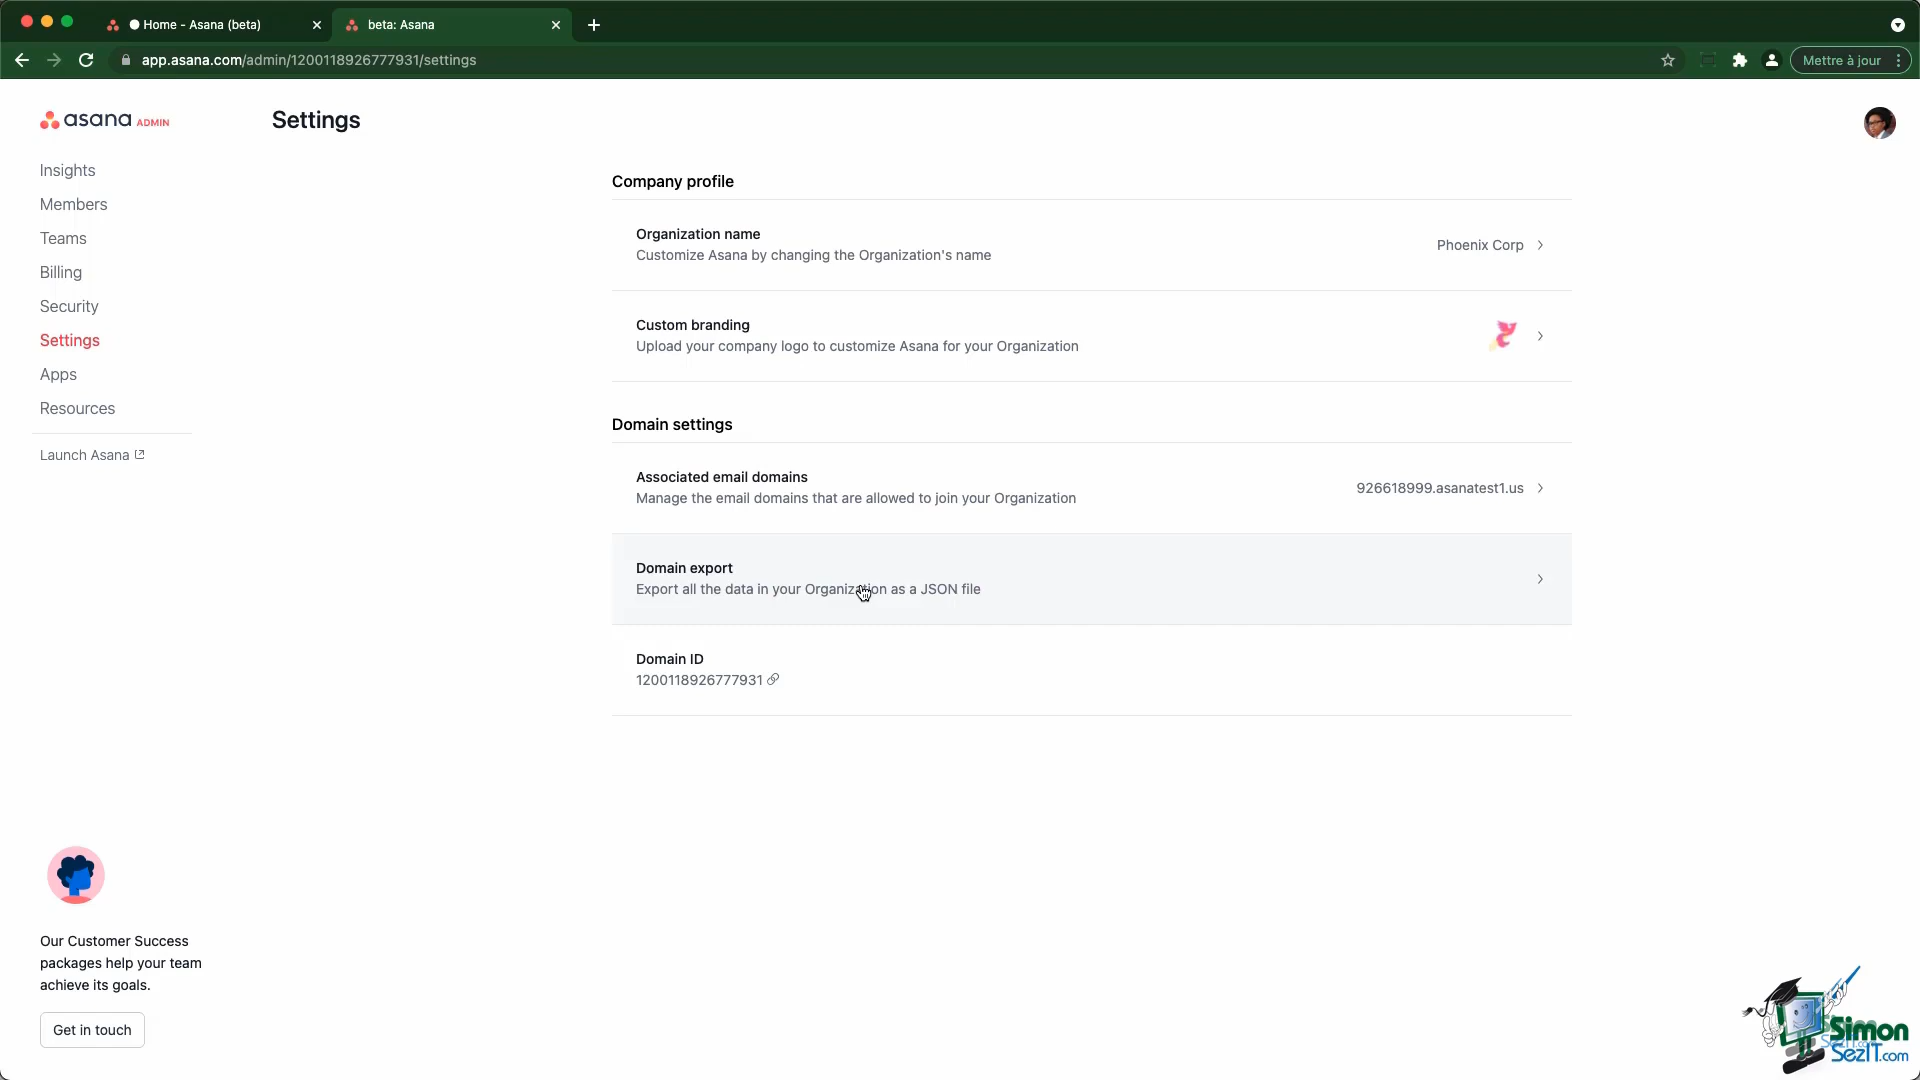 Home - Asana (beta)
beta: Asana
app.asana.com/admin/1200118926777931/settings
Mettre à jour
asana ADMIN
Settings
Insights
Members
Teams
Billing
Security
Settings
Apps
Resources
Launch Asana
Company profile
Organization name
Customize Asana by changing the Organization's name
Phoenix Corp
Custom branding
Upload your company logo to customize Asana for your Organization
Domain settings
Associated email domains
Manage the email domains that are allowed to join your Organization
926618999.asanatest1.us
Domain export
Export all the data in your Organization as a JSON file
Domain ID
1200118926777931
Our Customer Success
packages help your team
achieve its goals.
Get in touch
Simon
SezIT.com